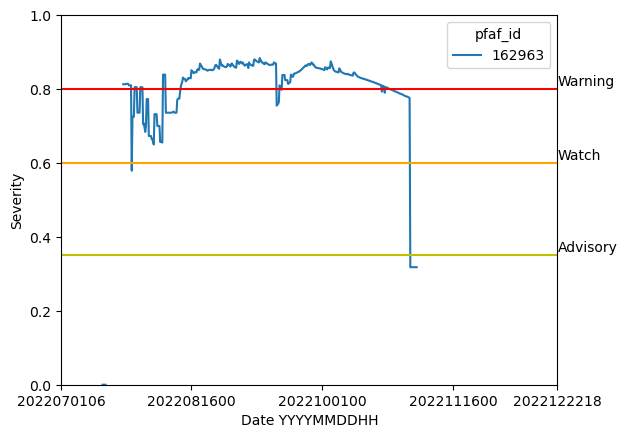 pfaf_id
162963
1.0
0.8
0.6
0.4
0.2
0.0
Severity
Warning
Watch
Advisory
2022070106
2022081600
2022100100
2022111600
2022122218
Date YYYYMMDDHH